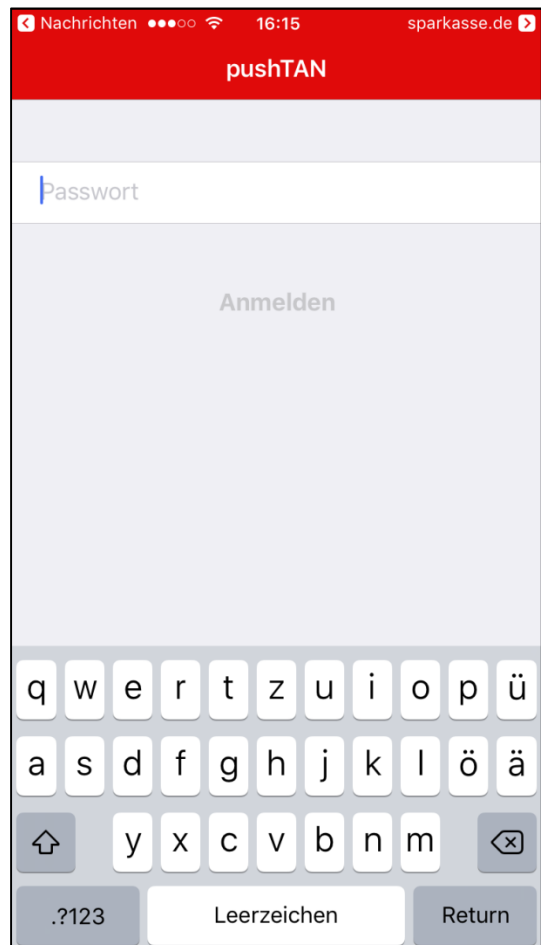 Nachrichten 16:15 sparkasse.de
pushTAN
Passwort
Anmelden
q w e r t z u i o p ü
a s d f g h j k l ö ä
y x c v b n m
.?123 Leerzeichen Return